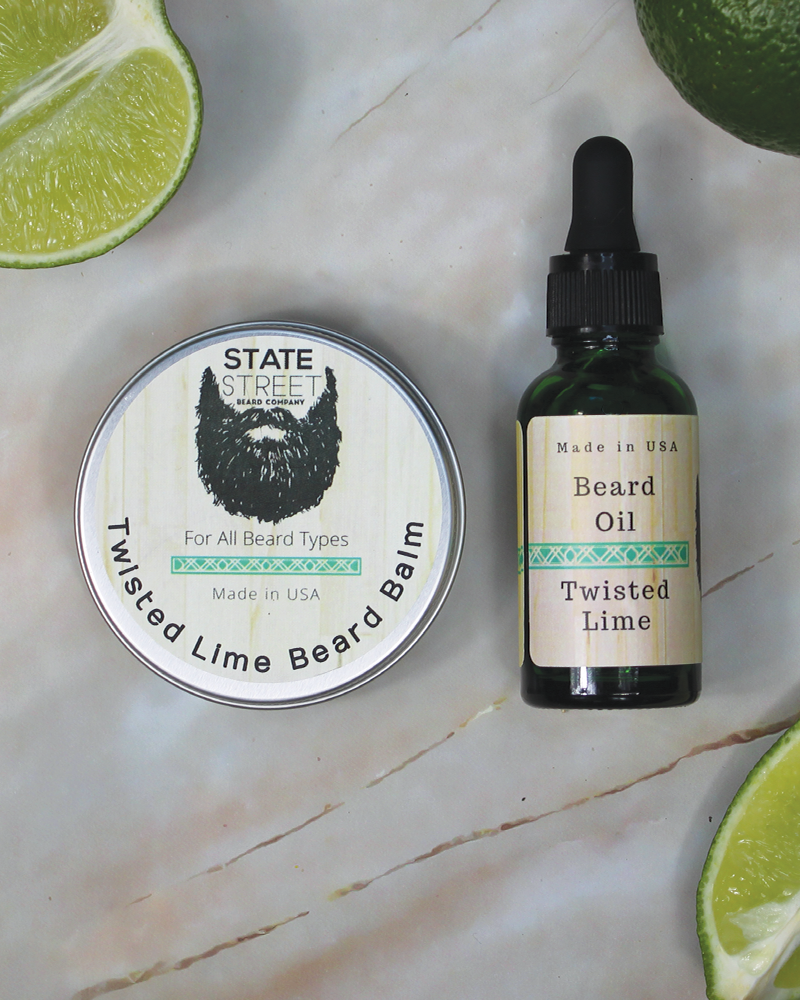 STATE
STREET
BEARD COMPANY
For All Beard Types
Made in USA
Twisted Lime Beard Balm
Made in USA
Beard
Oil
Twisted
Lime